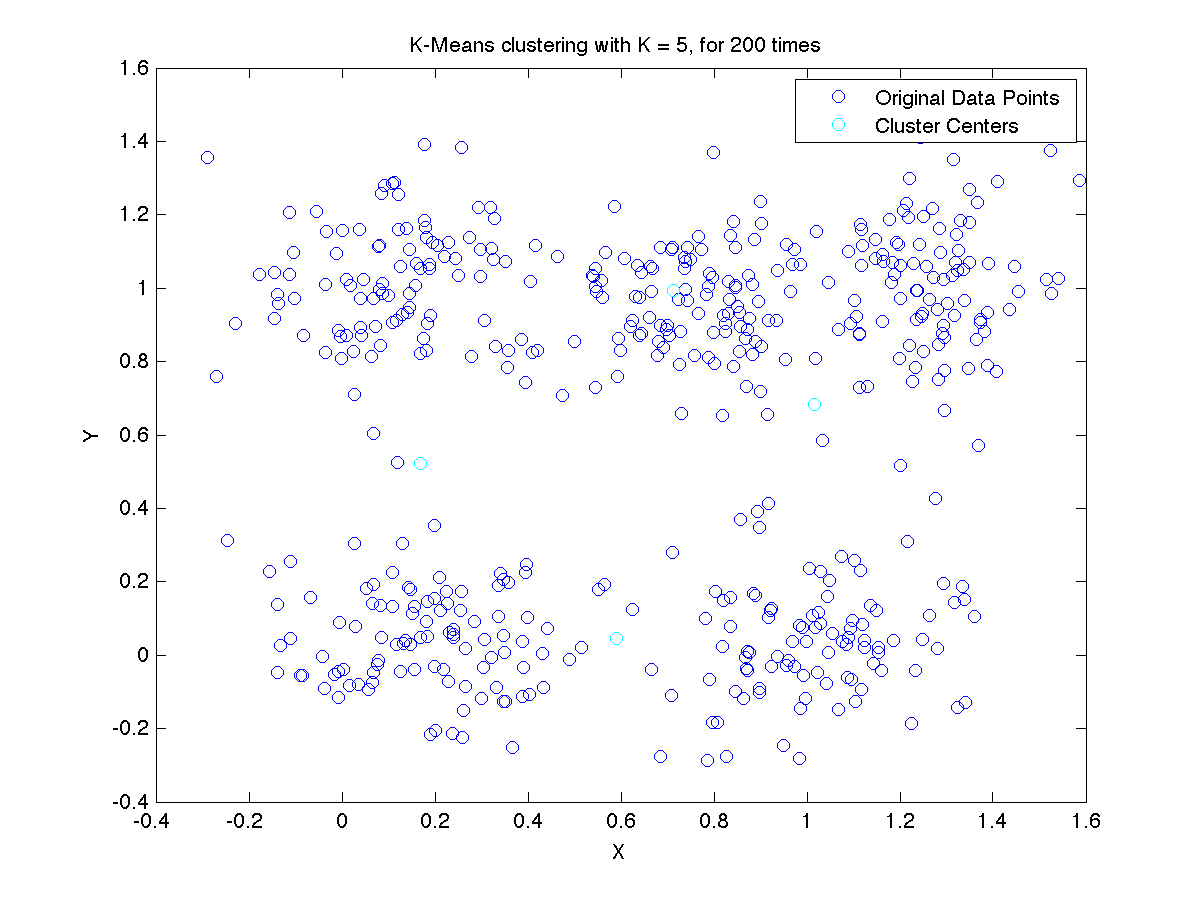 K-Means clustering with K = 5, for 200 times
1.6
Original Data Points
Cluster Centers
1.4
1.2
1
0.8
0.6
Y
0.4
0.2
0
-0.2
-0.4
-0.4 -0.2 0 0.2 0.4 0.6 0.8 1 1.2 1.4 1.6
X